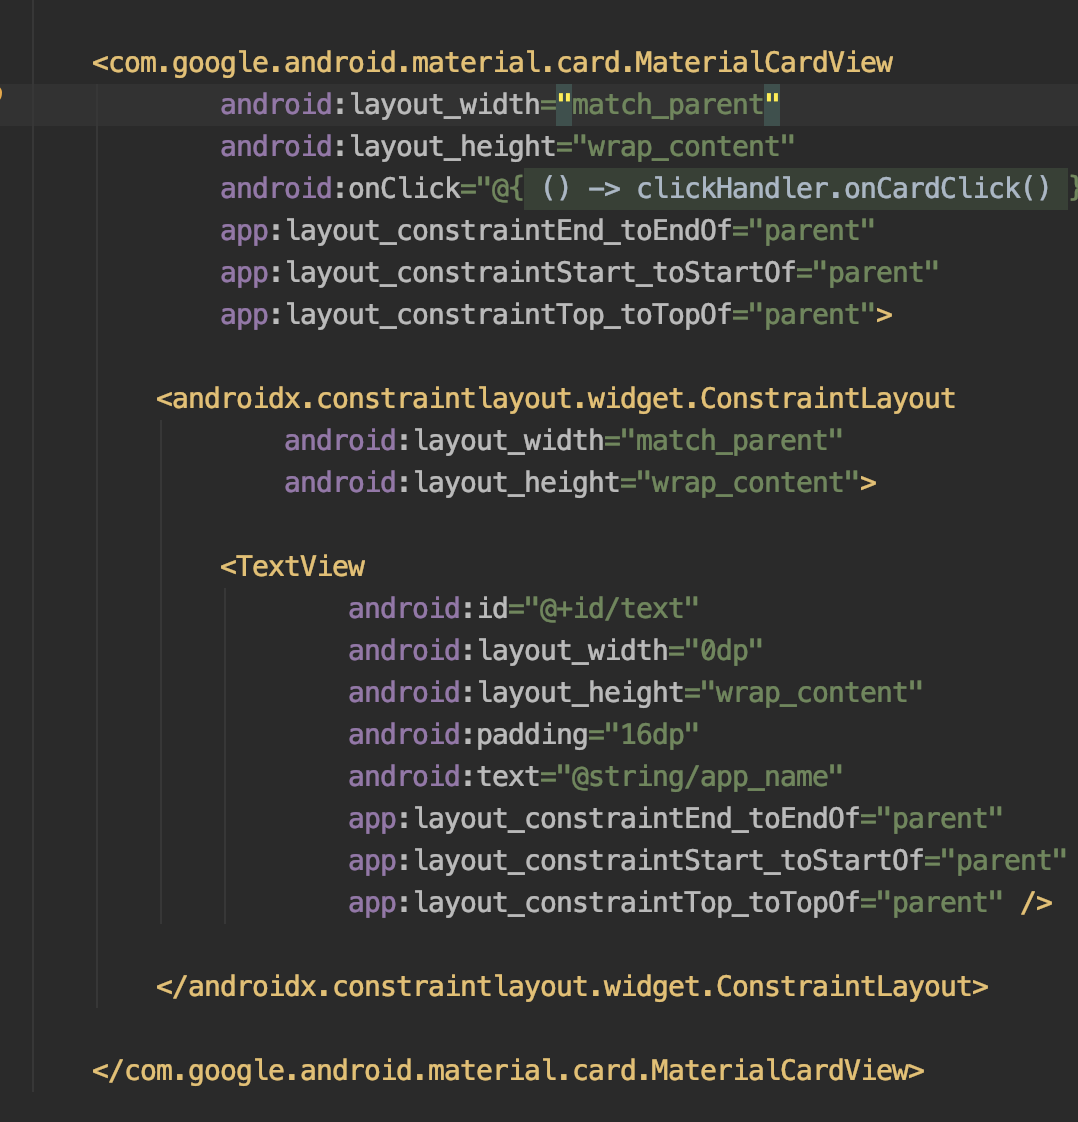 <com.google.android.material.card.MaterialCardView
android:layout_width="match_parent"
android:layout_height="wrap_content"
android:onClick="@{ () -> clickHandler.onCardClick() }
app:layout_constraintEnd_toEndOf="parent"
app:layout_constraintStart_toStartOf="parent"
app:layout_constraintTop_toTopOf="parent">
<androidx.constraintlayout.widget.ConstraintLayout
android:layout_width="match_parent"
android:layout_height="wrap_content">
<TextView
android:id="@+id/text"
android:layout_width="0dp"
android:layout_height="wrap_content"
android:padding="16dp"
android:text="@string/app_name"
app:layout_constraintEnd_toEndOf="parent"
app:layout_constraintStart_toStartOf="parent"
app:layout_constraintTop_toTopOf="parent" />
</androidx.constraintlayout.widget.ConstraintLayout>
</com.google.android.material.card.MaterialCardView>